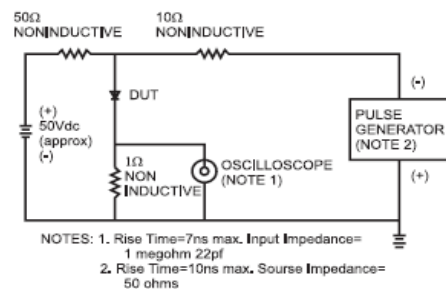 50Ω
NONINDUCTIVE
10Ω
NONINDUCTIVE
(+)
50Vdc
(approx)
(-)
DUT
1Ω
NON
INDUCTIVE
OSCILLOSCOPE
(NOTE 1)
(-)
PULSE
GENERATOR
(NOTE 2)
(+)
NOTES: 1. Rise Time=7ns max. Input Impedance=
1 megohm 22pf
2. Rise Time=10ns max. Sourse Impedance=
50 ohms